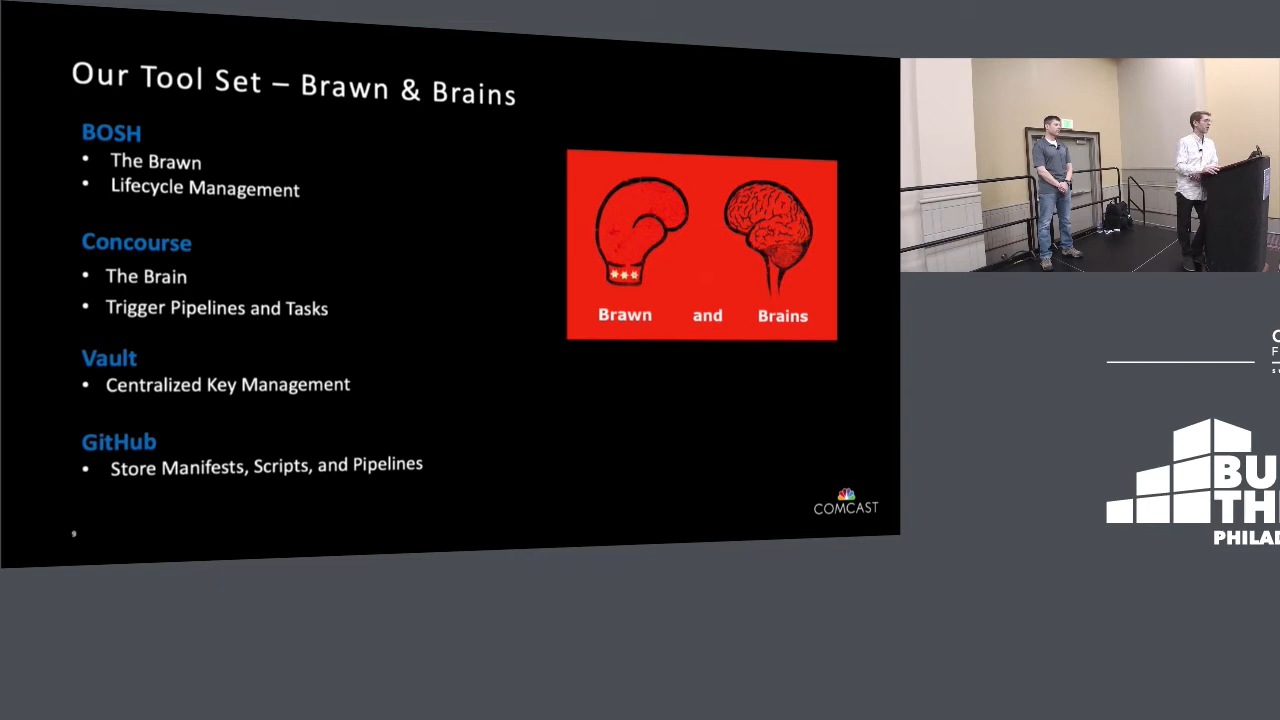 Our Tool Set – Brawn & Brains
BOSH
• The Brawn
• Lifecycle Management
Concourse
• The Brain
• Trigger Pipelines and Tasks
Vault
• Centralized Key Management
GitHub
• Store Manifests, Scripts, and Pipelines
Brawn and Brains
COMCAST
9
BU
TH
PHILAD